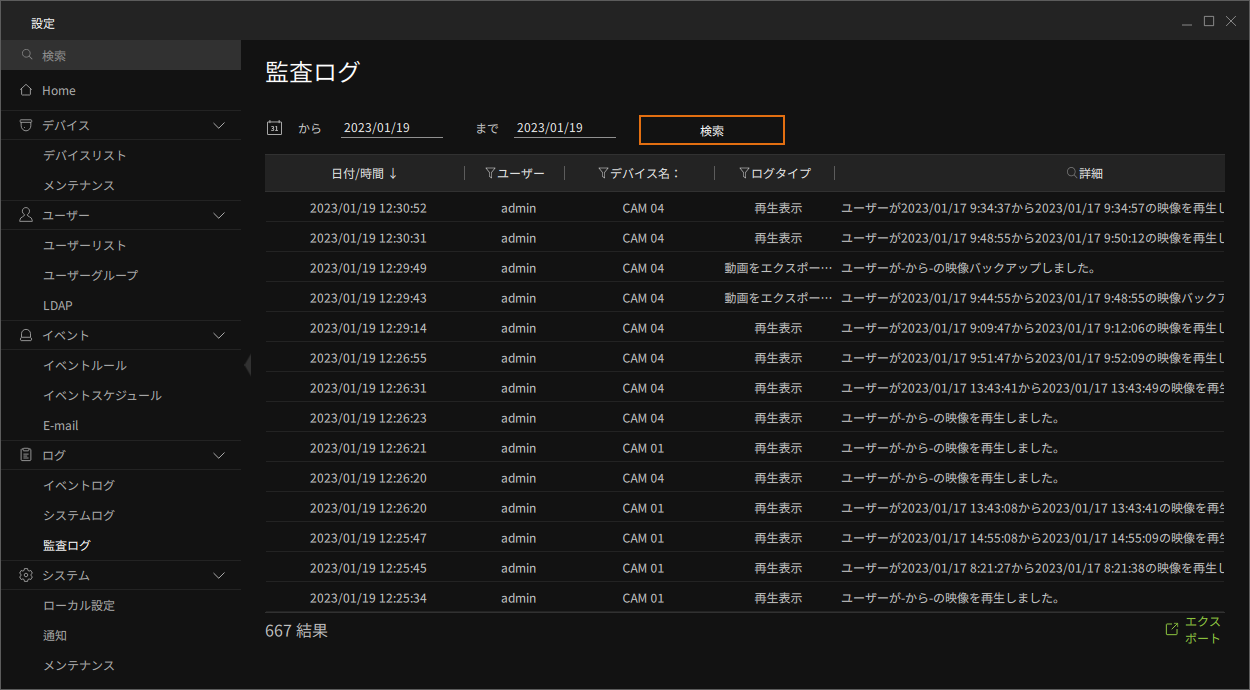 設定
検索
Home
デバイス
デバイスリスト
メンテナンス
ユーザー
ユーザーリスト
ユーザーグループ
LDAP
イベント
イベントルール
イベントスケジュール
E-mail
ログ
イベントログ
システムログ
監査ログ
システム
ローカル設定
通知
メンテナンス
監査ログ
31 から 2023/01/19 まで 2023/01/19 検索
日付/時間 ↓ ユーザー デバイス名： ログタイプ 詳細
2023/01/19 12:30:52 admin CAM 04 再生表示 ユーザーが2023/01/17 9:34:37から2023/01/17 9:34:57の映像を再生し
2023/01/19 12:30:31 admin CAM 04 再生表示 ユーザーが2023/01/17 9:48:55から2023/01/17 9:50:12の映像を再生し
2023/01/19 12:29:49 admin CAM 04 動画をエクスポー… ユーザーが-から-の映像バックアップしました。
2023/01/19 12:29:43 admin CAM 04 動画をエクスポー… ユーザーが2023/01/17 9:44:55から2023/01/17 9:48:55の映像バックア
2023/01/19 12:29:14 admin CAM 04 再生表示 ユーザーが2023/01/17 9:09:47から2023/01/17 9:12:06の映像を再生し
2023/01/19 12:26:55 admin CAM 04 再生表示 ユーザーが2023/01/17 9:51:47から2023/01/17 9:52:09の映像を再生し
2023/01/19 12:26:31 admin CAM 04 再生表示 ユーザーが2023/01/17 13:43:41から2023/01/17 13:43:49の映像を再生
2023/01/19 12:26:23 admin CAM 04 再生表示 ユーザーが-から-の映像を再生しました。
2023/01/19 12:26:21 admin CAM 01 再生表示 ユーザーが-から-の映像を再生しました。
2023/01/19 12:26:20 admin CAM 04 再生表示 ユーザーが-から-の映像を再生しました。
2023/01/19 12:26:20 admin CAM 01 再生表示 ユーザーが2023/01/17 13:43:08から2023/01/17 13:43:41の映像を再生
2023/01/19 12:25:47 admin CAM 01 再生表示 ユーザーが2023/01/17 14:55:08から2023/01/17 14:55:09の映像を再生
2023/01/19 12:25:45 admin CAM 01 再生表示 ユーザーが2023/01/17 8:21:27から2023/01/17 8:21:38の映像を再生し
2023/01/19 12:25:34 admin CAM 01 再生表示 ユーザーが-から-の映像を再生しました。
667 結果
エクス
ポート